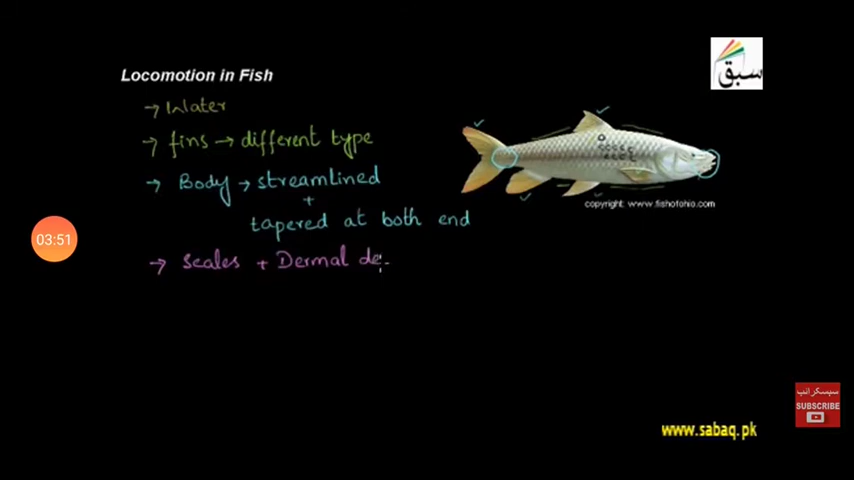 Locomotion in Fish
سبق
→ Water
→ fins → different type
→ Body → streamlined
+
tapered at both end
copyright: www.fishofohio.com
03:51
→ Scales + Dermal de
سبسکرائب
SUBSCRIBE
www.sabaq.pk